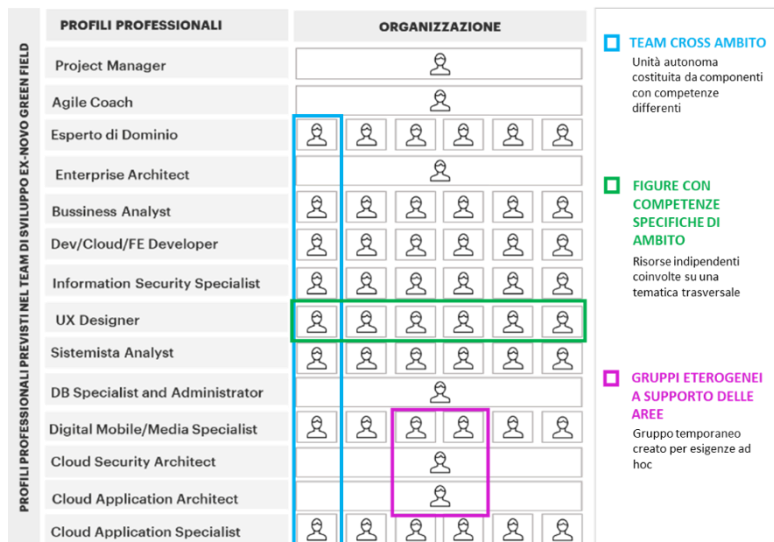 PROFILI PROFESSIONALI PREVISTI NEL TEAM DI SVILUPPO EX-NOVO GREEN FIELD
PROFILI PROFESSIONALI
ORGANIZZAZIONE
Project Manager
Agile Coach
Esperto di Dominio
Enterprise Architect
Bussiness Analyst
Dev/Cloud/FE Developer
Information Security Specialist
UX Designer
Sistemista Analyst
DB Specialist and Administrator
Digital Mobile/Media Specialist
Cloud Security Architect
Cloud Application Architect
Cloud Application Specialist
TEAM CROSS AMBITO
Unità autonoma
costituita da componenti
con competenze
differenti
FIGURE CON
COMPETENZE
SPECIFICHE DI
AMBITO
Risorse indipendenti
coinvolte su una
tematica trasversale
GRUPPI ETEROGENEI
A SUPPORTO DELLE
AREE
Gruppo temporaneo
creato per esigenze ad
hoc